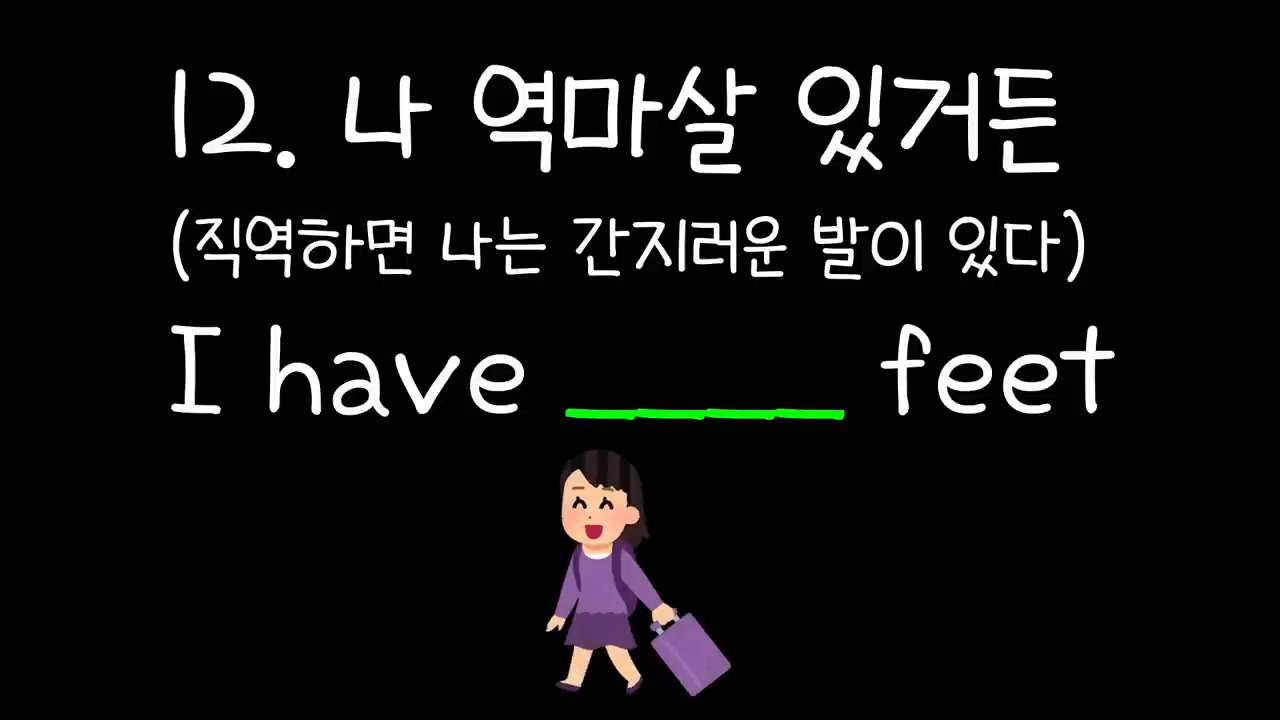 12. 나 역마살 있거든
(직역하면 나는 간지러운 발이 있다)
I have ____ feet